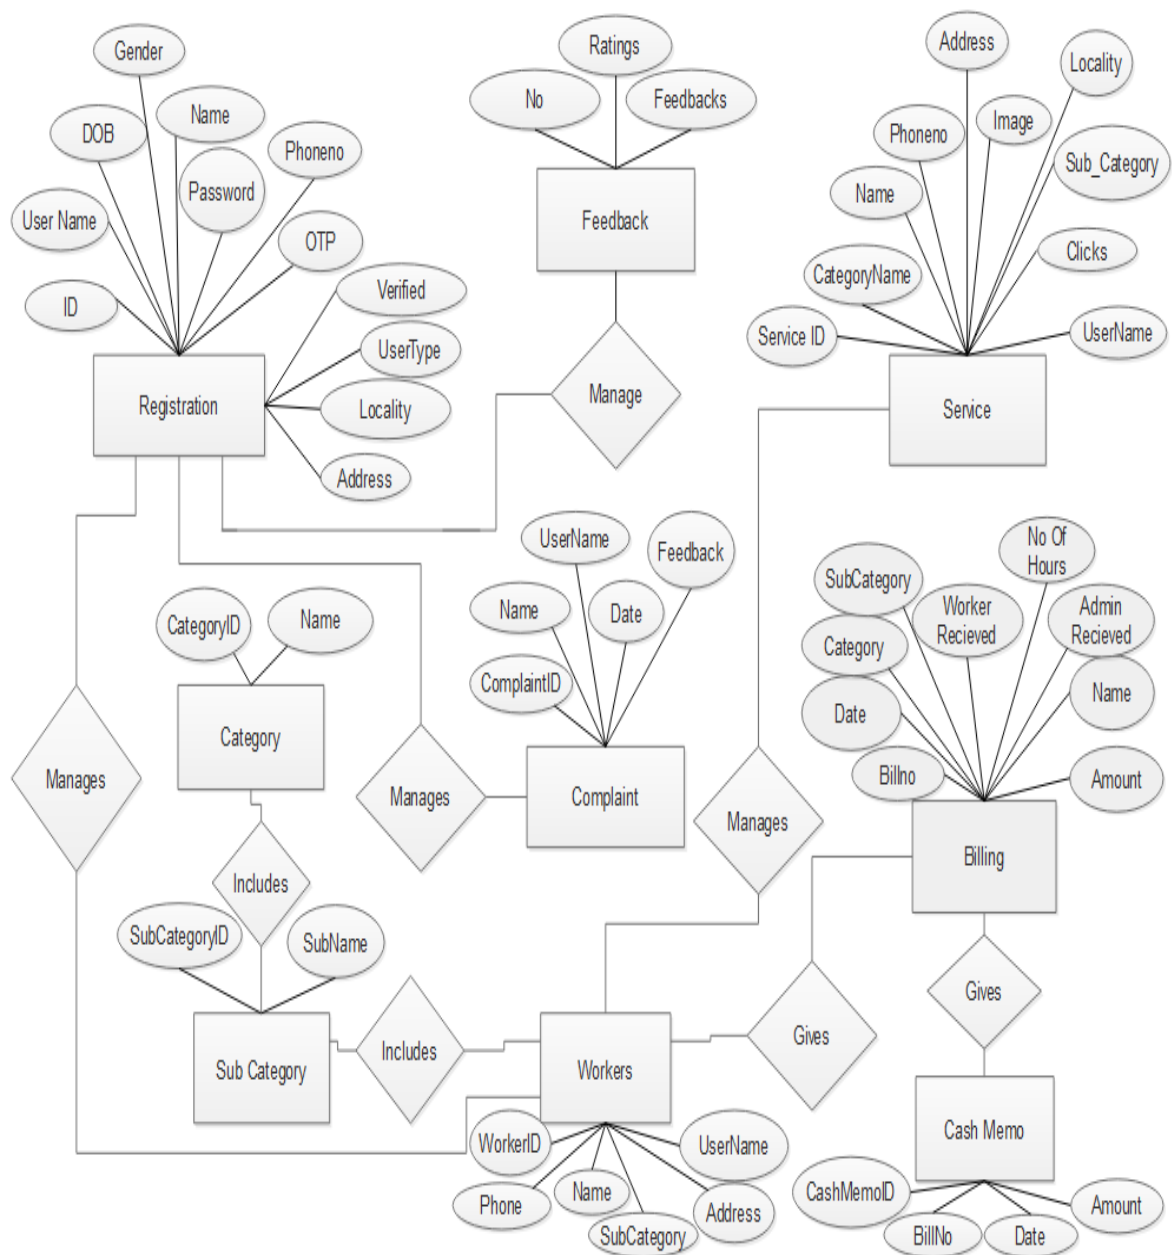 Gender
Name
DOB
Password
Phoneno
User Name
OTP
ID
Verified
UserType
Locality
Address
Registration
Ratings
No
Feedbacks
Feedback
Manage
Address
Locality
Phoneno
Image
Sub_Category
Name
Clicks
CategoryName
Service ID
UserName
Service
CategoryID
Name
Category
Manages
Includes
SubCategoryID
SubName
Sub Category
Includes
UserName
Feedback
Name
Date
ComplaintID
Complaint
Manages
Manages
No Of
Hours
SubCategory
Worker
Recieved
Admin
Recieved
Category
Name
Date
Billno
Amount
Billing
Gives
Gives
Workers
WorkerID
UserName
Phone
Name
SubCategory
Address
Cash Memo
CashMemoID
BillNo
Date
Amount